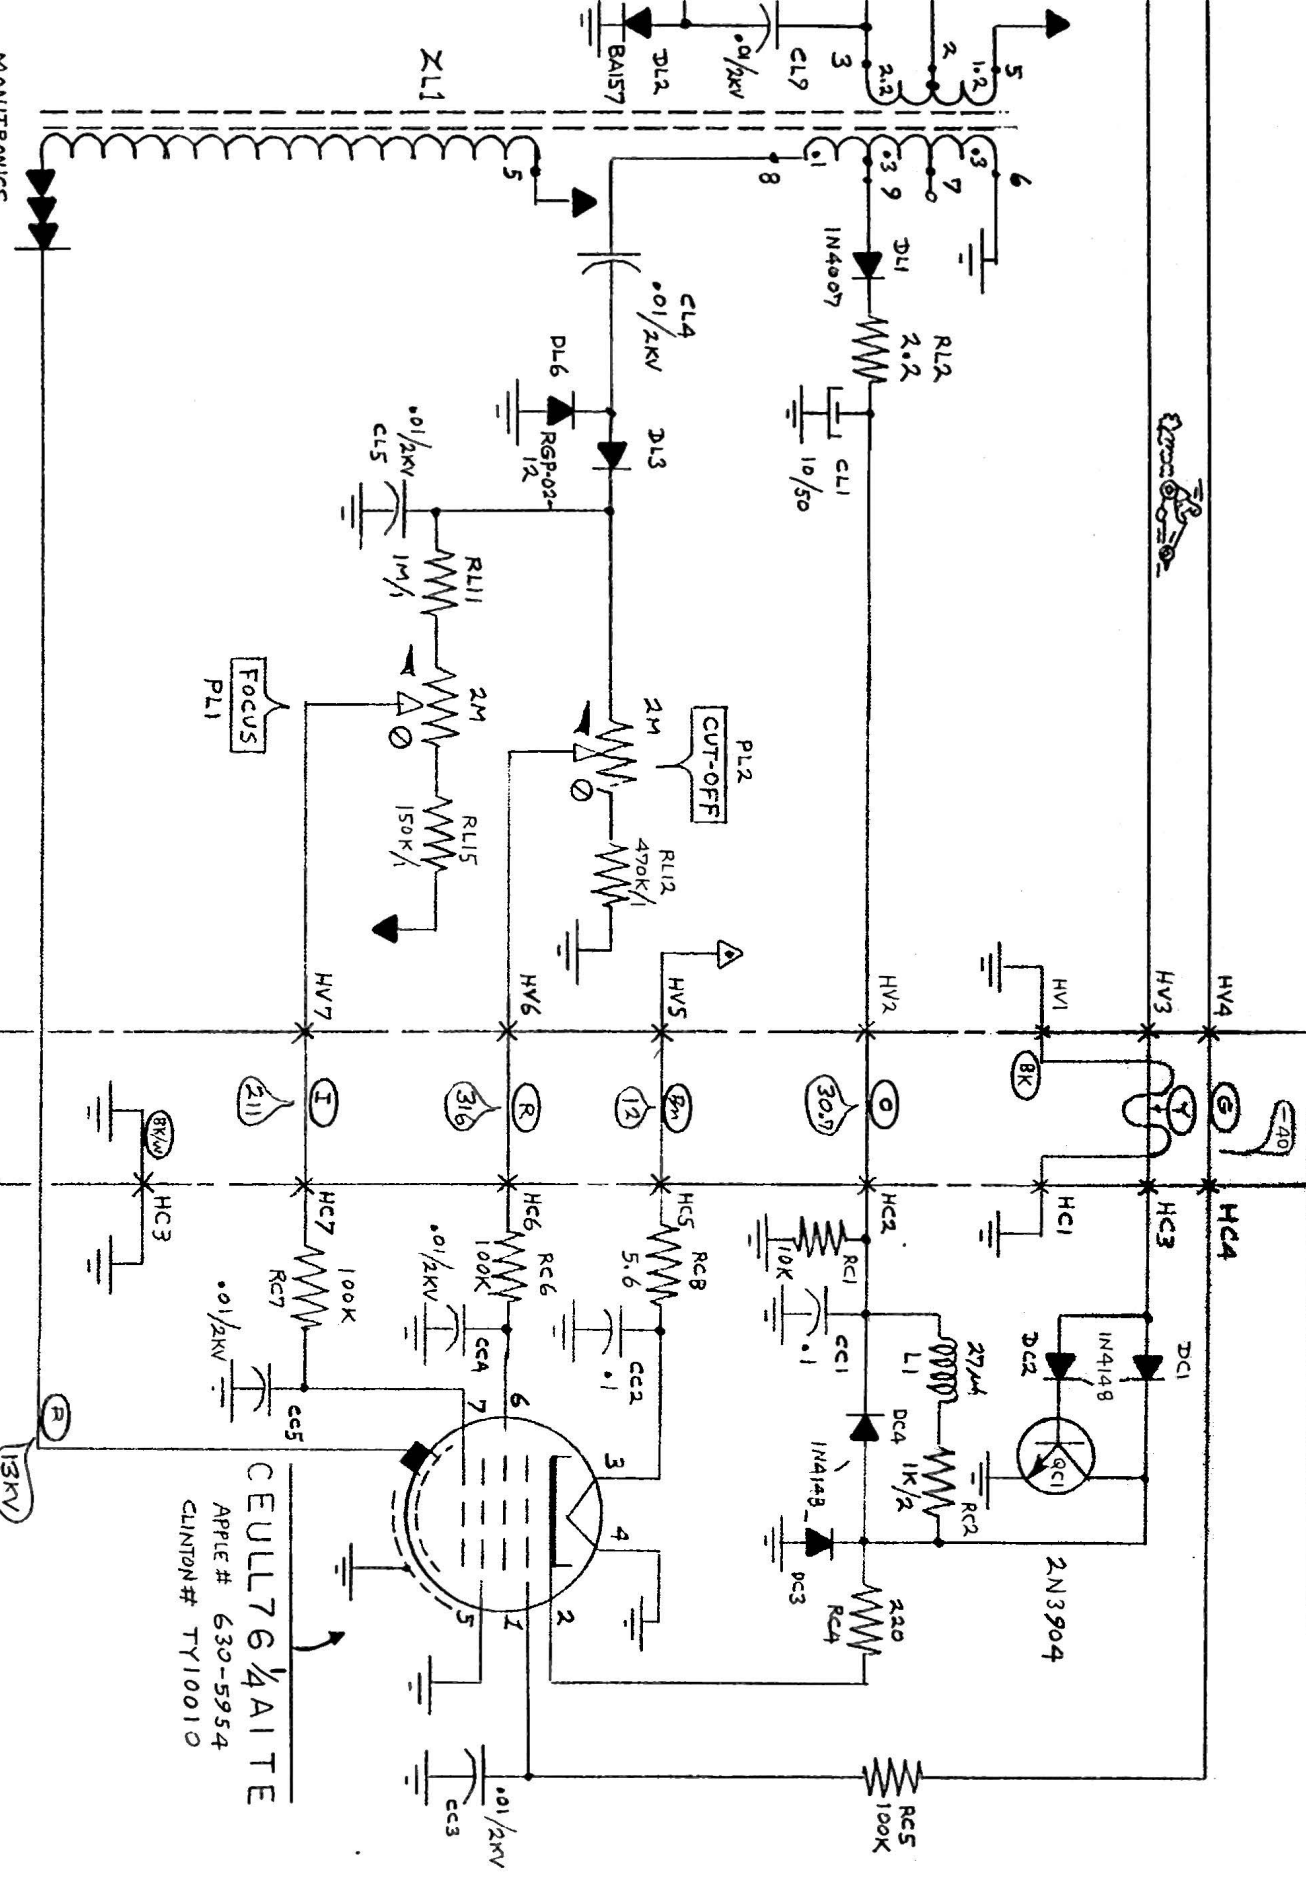 MONITRONICS
ZL1
BA157
DL2
.01/2KV
CL9
3
2.2
2
1.2
5
5
8
.1
.3
9
7
.3
6
DL1
1N4007
RL2
2.2
CL1
10/50
CL4
.01/2KV
DL6
RGP-02-
12
DL3
.01/2KV
CL5
RL11
1M/1
2M
FOCUS
PL1
RL15
150K/1
2M
CUT-OFF
PL2
RL12
470K/1
HV7
HV6
HV5
HV2
HV1
HV3
HV4
BK/W
I
211
R
316
Bn
12
O
30.7
BK
Y
G
-40
HC3
HC7
HC6
HC5
HC2
HC1
HC3
HC4
100K
RC7
.01/2KV
CC5
RC6
100K
.01/2KV
CC4
RC8
5.6
CC2
.1
RC1
10K
CC1
.1
27µh
L1
DC2
1N4148
DC1
DC4
1N4148
DC3
1K/2
RC2
QC1
2N3904
220
RC4
R
13KV
7
6
3
4
5
1
2
CEULL76¼A1TE
APPLE# 630-5954
CLINTON# TY10010
CC3
.01/2KV
RC5
100K